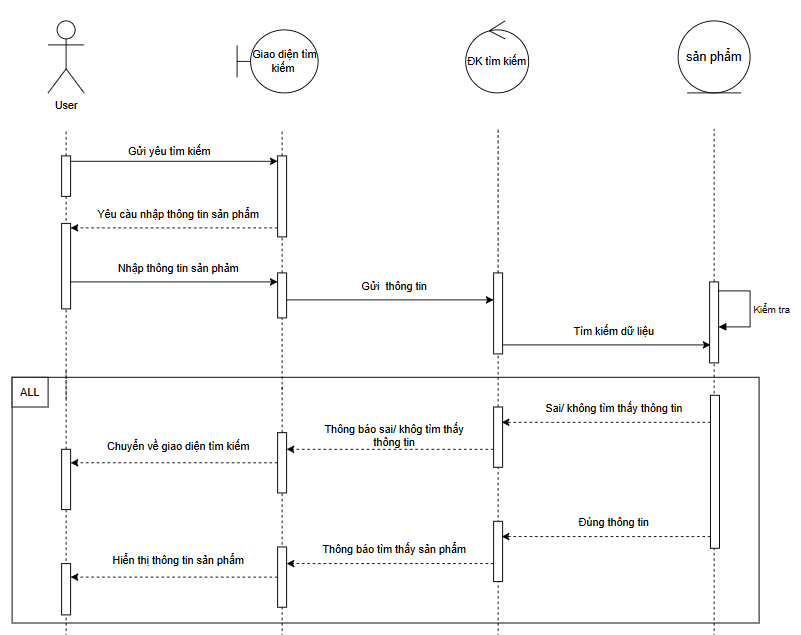 Giao diện tìm
kiếm
ĐK tìm kiếm
sản phẩm
User
Gửi yêu tìm kiếm
Yêu càu nhập thông tin sản phẩm
Nhập thông tin sản phảm
Gửi thông tin
Kiểm tra
Tìm kiếm dữ liệu
ALL
Sai/ không tìm thấy thông tin
Thông báo sai/ khôg tìm thấy
thông tin
Chuyển về giao diện tìm kiếm
Đúng thông tin
Thông báo tìm thấy sản phẩm
Hiển thị thông tin sản phẩm